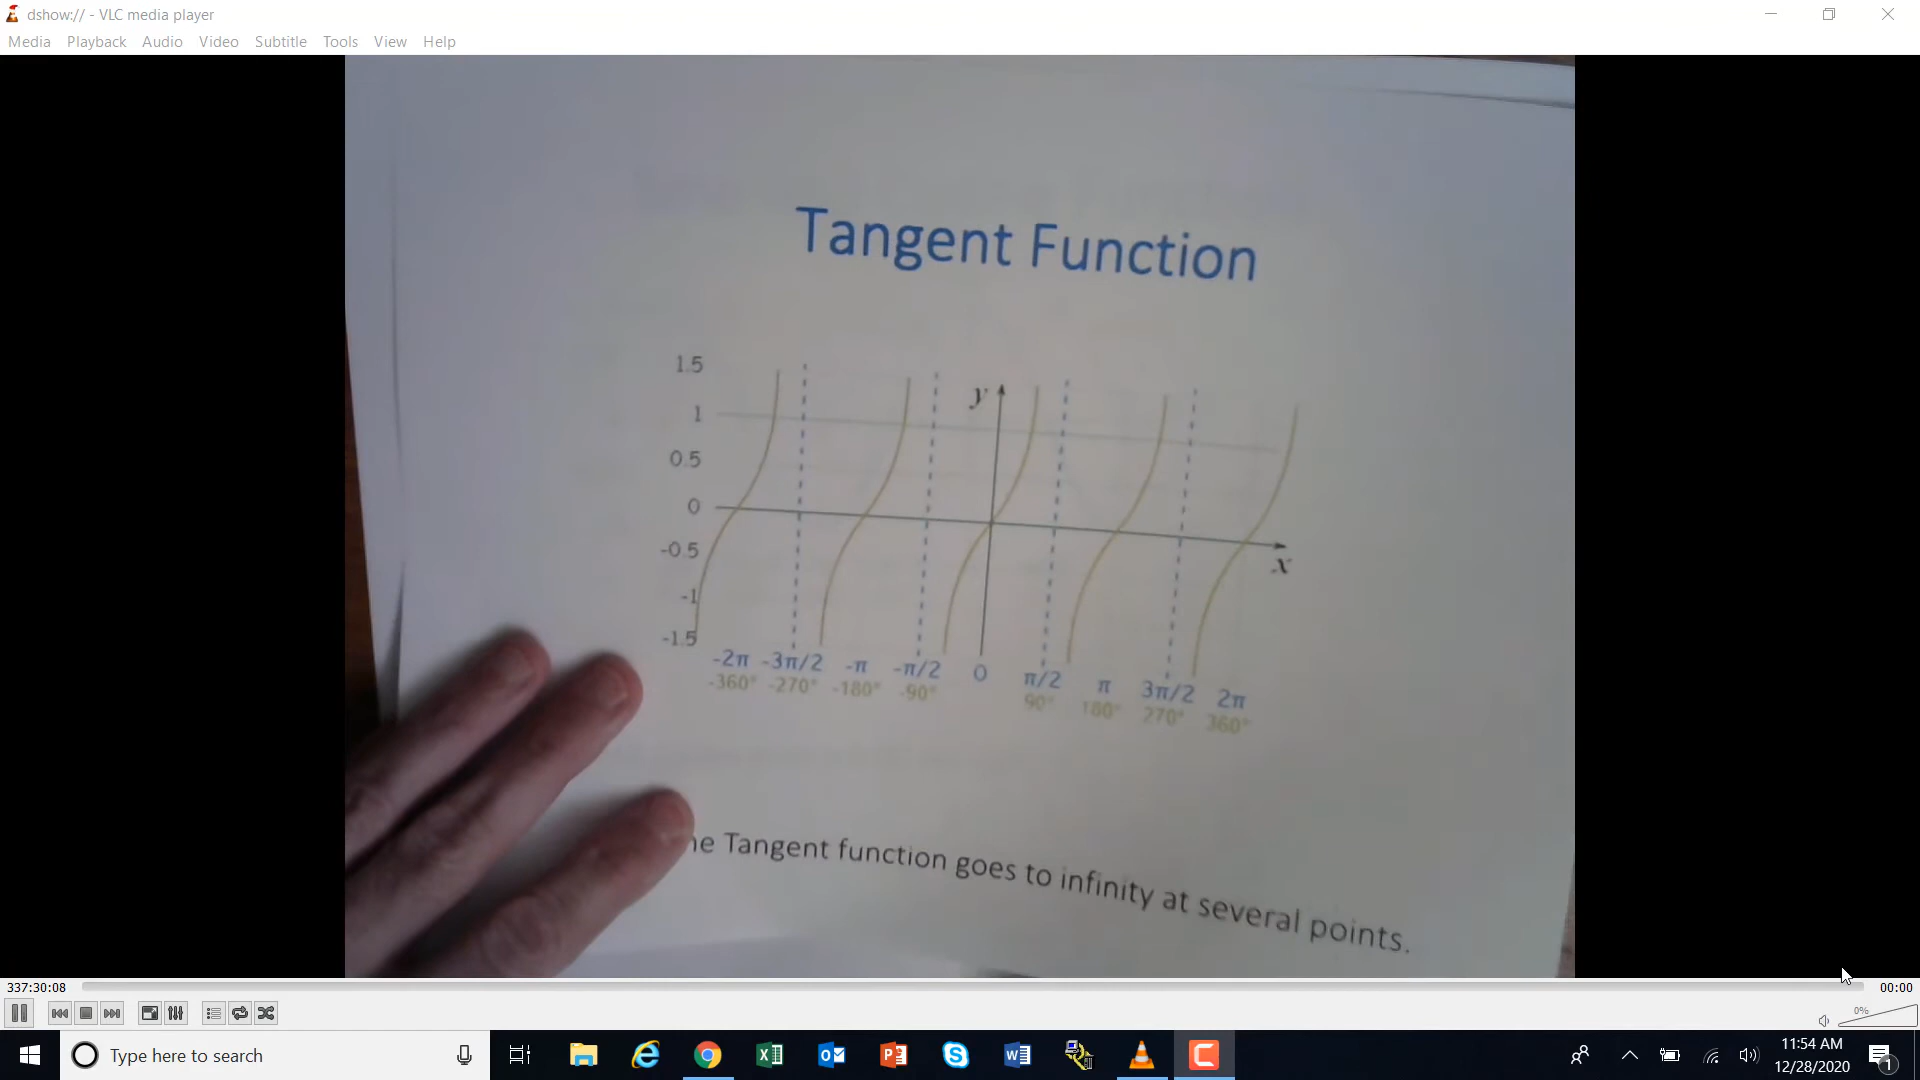 dshow:// - VLC media player
Media Playback Audio Video Subtitle Tools View Help
Tangent Function
1.5
y
1
0.5
0
-0.5
x
-1
-1.5
-2π -3π/2 -π -π/2 0 π/2 π 3π/2 2π
-360° -270° -180° -90° 90° 180° 270° 360°
he Tangent function goes to infinity at several points.
337:30:08 00:00
0%
Type here to search
11:54 AM
12/28/2020
1